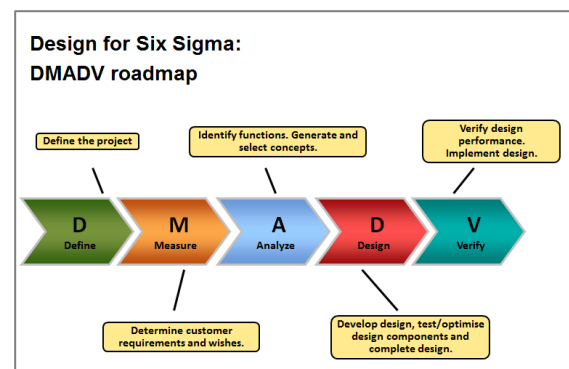 Design for Six Sigma:
DMADV roadmap
Define the project
Identify functions. Generate and
select concepts.
Verify design
performance.
Implement design.
D
Define
M
Measure
A
Analyze
D
Design
V
Verify
Determine customer
requirements and wishes.
Develop design, test/optimise
design components and
complete design.